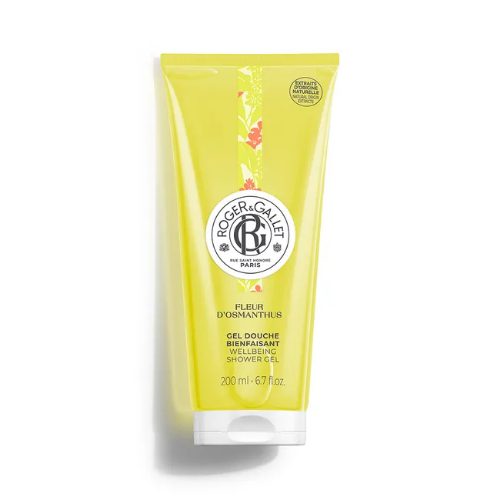 EXTRAITS
D'ORIGINE
NATURELLE
NATURAL ORIGIN
EXTRACTS
ROGER & GALLET
RG
RUE SAINT HONORÉ
PARIS
FLEUR
D'OSMANTHUS
GEL DOUCHE
BIENFAISANT
WELLBEING
SHOWER GEL
200 ml - 6.7 fl.oz.